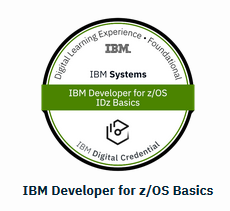 Digital Learning Experience • Foundational
IBM.
IBM Systems
IBM Developer for z/OS
IDz Basics
IBM Digital Credential
IBM Developer for z/OS Basics